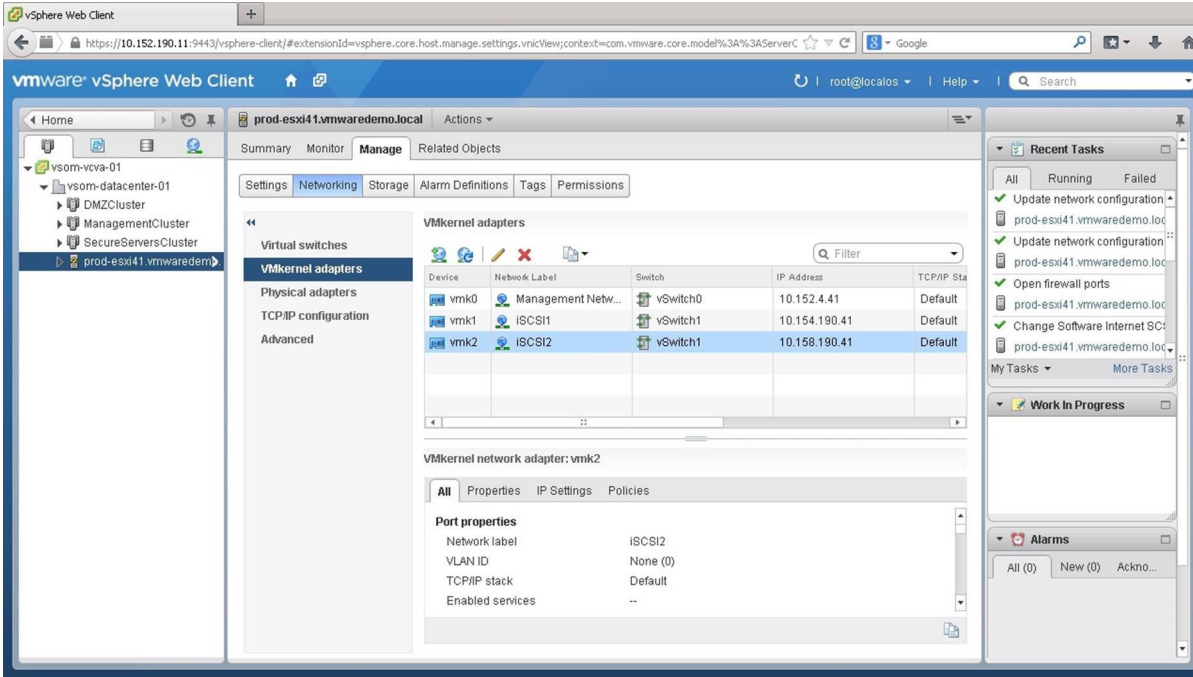 vSphere Web Client
https://10.152.190.11:9443/vsphere-client/#extensionId=vsphere.core.host.manage.settings.vnicView;context=com.vmware.core.model%3A%3AServerC
Google
vmware® vSphere Web Client
root@localos
Help
Search
Home
vsom-vcva-01
vsom-datacenter-01
DMZCluster
ManagementCluster
SecureServersCluster
prod-esxi41.vmwaredem
prod-esxi41.vmwaredemo.local Actions
Summary Monitor Manage Related Objects
Settings Networking Storage Alarm Definitions Tags Permissions
Virtual switches
VMkernel adapters
Physical adapters
TCP/IP configuration
Advanced
VMkernel adapters
Filter
Device Network Label Switch IP Address TCP/IP Sta
vmk0 Management Netw... vSwitch0 10.152.4.41 Default
vmk1 iSCSI1 vSwitch1 10.154.190.41 Default
vmk2 iSCSI2 vSwitch1 10.158.190.41 Default
VMkernel network adapter: vmk2
All Properties IP Settings Policies
Port properties
Network label iSCSI2
VLAN ID None (0)
TCP/IP stack Default
Enabled services --
Recent Tasks
All Running Failed
Update network configuration
prod-esxi41.vmwaredemo.loc
Update network configuration
prod-esxi41.vmwaredemo.loc
Open firewall ports
prod-esxi41.vmwaredemo.loc
Change Software Internet SC
prod-esxi41.vmwaredemo.loc
My Tasks More Tasks
Work In Progress
Alarms
All (0) New (0) Ackno...